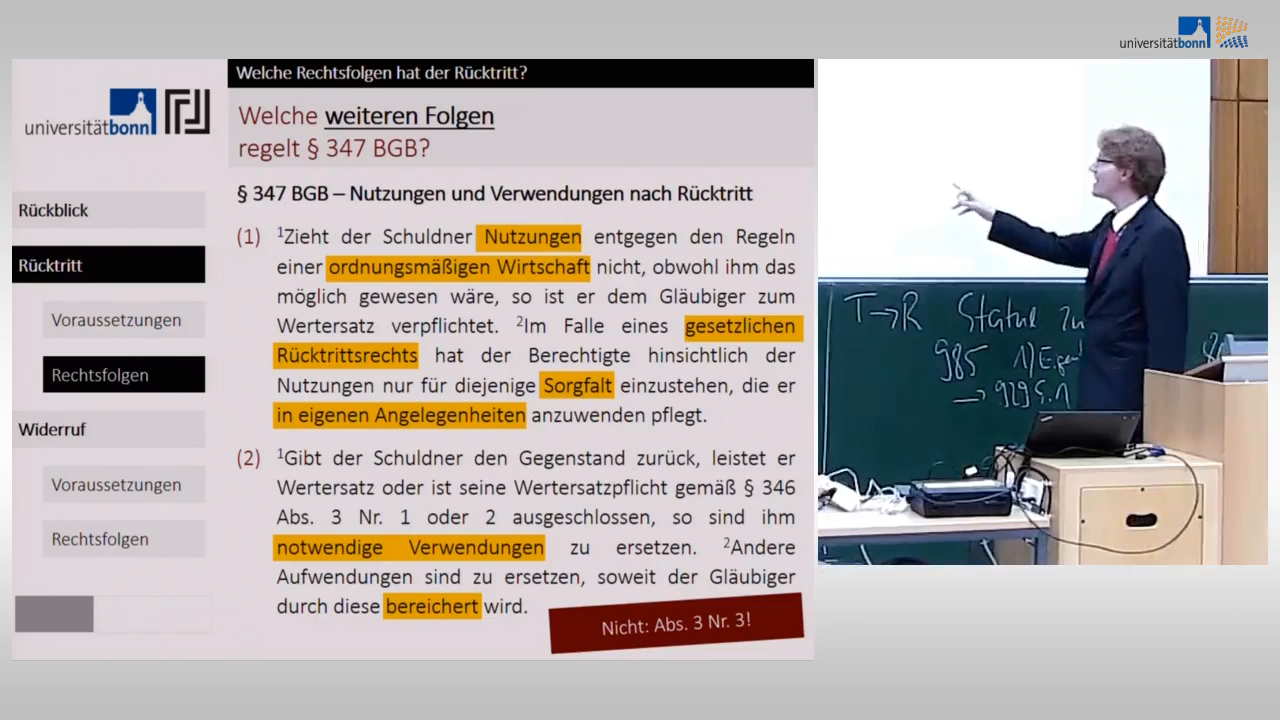 universitätbonn
Welche Rechtsfolgen hat der Rücktritt?
universitätbonn
Welche weiteren Folgen
regelt § 347 BGB?
Rückblick
Rücktritt
Voraussetzungen
Rechtsfolgen
Widerruf
Voraussetzungen
Rechtsfolgen
§ 347 BGB – Nutzungen und Verwendungen nach Rücktritt
(1) ¹Zieht der Schuldner Nutzungen entgegen den Regeln
einer ordnungsmäßigen Wirtschaft nicht, obwohl ihm das
möglich gewesen wäre, so ist er dem Gläubiger zum
Wertersatz verpflichtet. ²Im Falle eines gesetzlichen
Rücktrittsrechts hat der Berechtigte hinsichtlich der
Nutzungen nur für diejenige Sorgfalt einzustehen, die er
in eigenen Angelegenheiten anzuwenden pflegt.
(2) ¹Gibt der Schuldner den Gegenstand zurück, leistet er
Wertersatz oder ist seine Wertersatzpflicht gemäß § 346
Abs. 3 Nr. 1 oder 2 ausgeschlossen, so sind ihm
notwendige Verwendungen zu ersetzen. ²Andere
Aufwendungen sind zu ersetzen, soweit der Gläubiger
durch diese bereichert wird.
Nicht: Abs. 3 Nr. 3!
T→R
985 1)
→ 929 S. 1